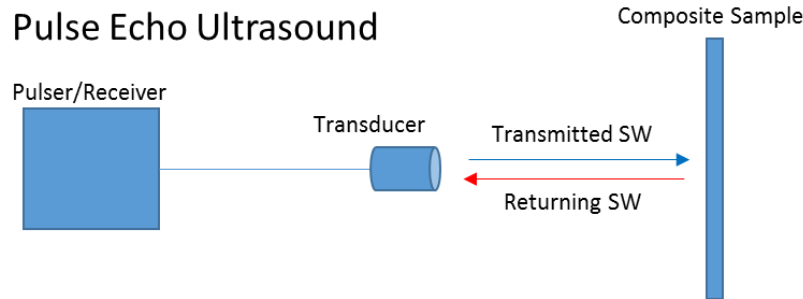 Pulse Echo Ultrasound
Composite Sample
Pulser/Receiver
Transducer
Transmitted SW
Returning SW